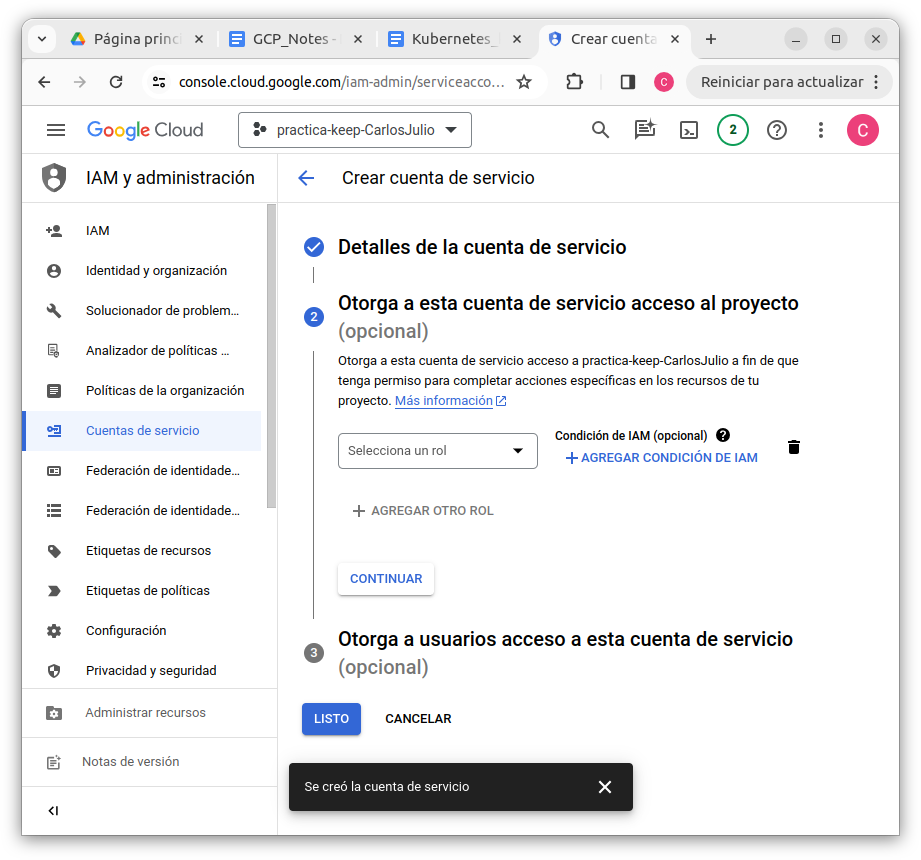 Página princ
GCP_Notes -
Kubernetes_
Crear cuenta
console.cloud.google.com/iam-admin/serviceacco...
C
Reiniciar para actualizar
Google Cloud
practica-keep-CarlosJulio
2
C
IAM y administración
Crear cuenta de servicio
IAM
Identidad y organización
Solucionador de problem...
Analizador de políticas ...
Políticas de la organización
Cuentas de servicio
Federación de identidade...
Federación de identidade...
Etiquetas de recursos
Etiquetas de políticas
Configuración
Privacidad y seguridad
Administrar recursos
Notas de versión
Detalles de la cuenta de servicio
2
Otorga a esta cuenta de servicio acceso al proyecto
(opcional)
Otorga a esta cuenta de servicio acceso a practica-keep-CarlosJulio a fin de que
tenga permiso para completar acciones específicas en los recursos de tu
proyecto. Más información
Selecciona un rol
Condición de IAM (opcional)
AGREGAR CONDICIÓN DE IAM
AGREGAR OTRO ROL
CONTINUAR
3
Otorga a usuarios acceso a esta cuenta de servicio
(opcional)
LISTO
CANCELAR
Se creó la cuenta de servicio